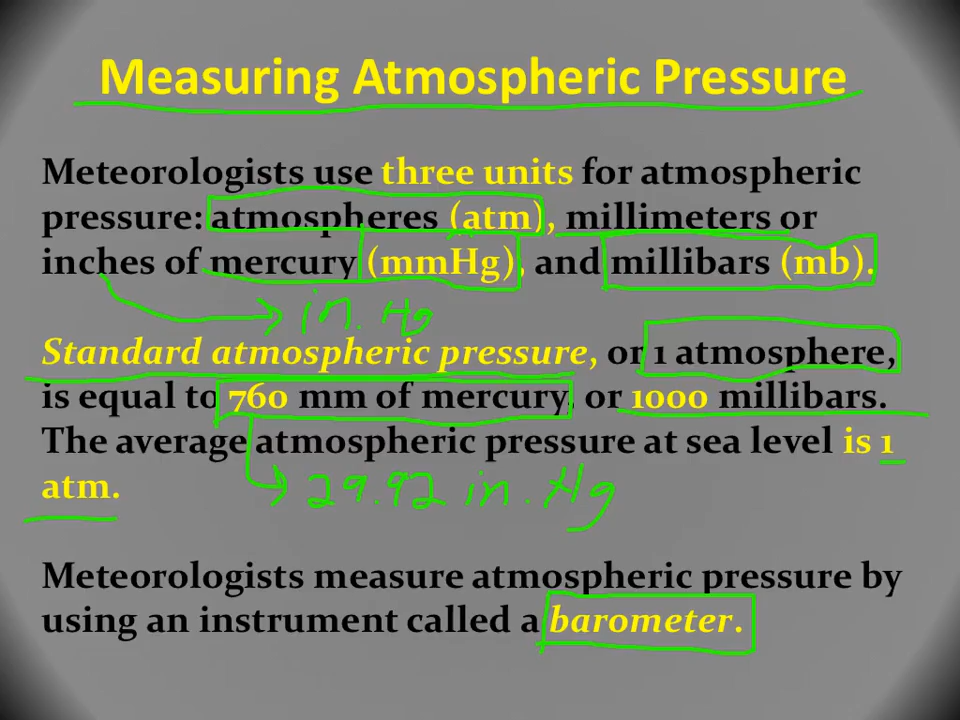 Measuring Atmospheric Pressure
Meteorologists use three units for atmospheric
pressure: atmospheres (atm), millimeters or
inches of mercury (mmHg), and millibars (mb).
in. Hg
Standard atmospheric pressure, or 1 atmosphere,
is equal to 760 mm of mercury, or 1000 millibars.
The average atmospheric pressure at sea level is 1
atm.
29.92 in. Hg
Meteorologists measure atmospheric pressure by
using an instrument called a barometer.